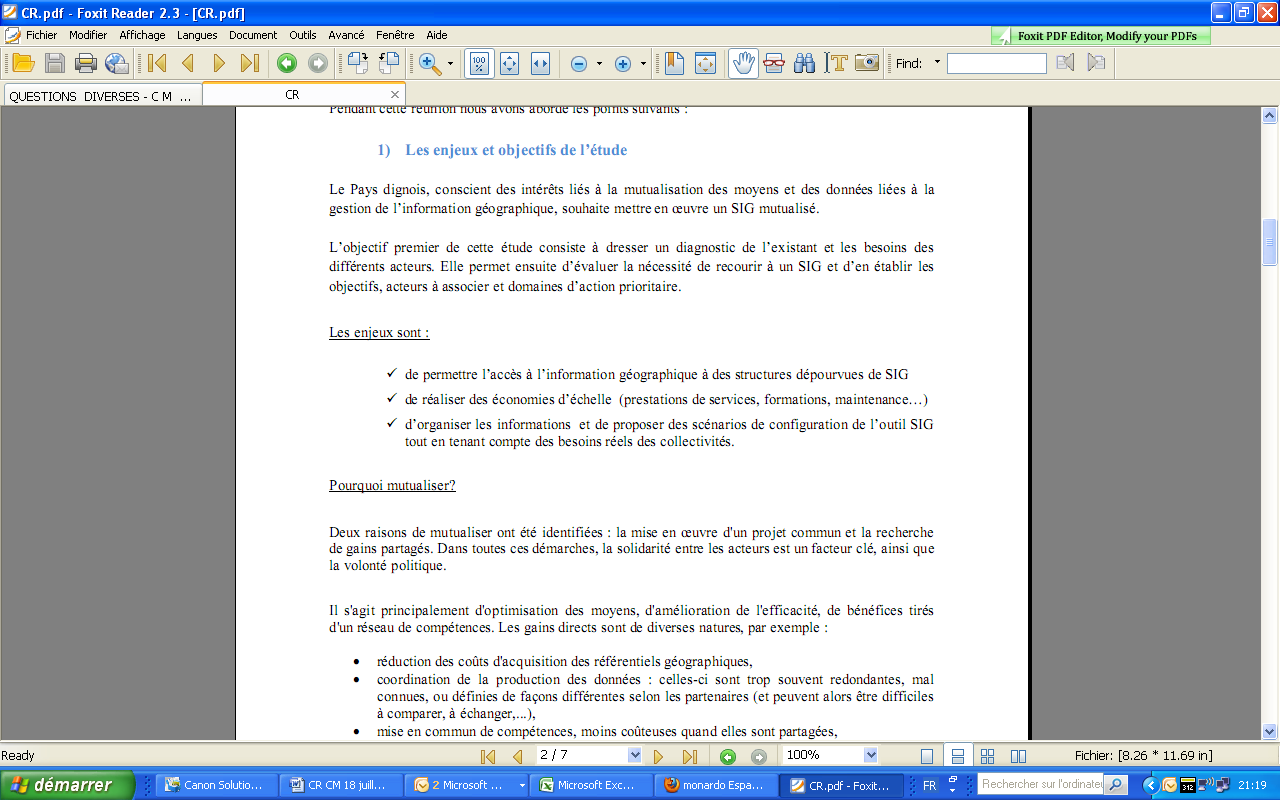 CR.pdf - Foxit Reader 2.3 - [CR.pdf]
Fichier Modifier Affichage Langues Document Outils Avancé Fenêtre Aide
Foxit PDF Editor, Modify your PDFs
100 %
Find:
QUESTIONS DIVERSES - C M ...
CR
Pendant cette réunion nous avons abordé les points suivants :
1) Les enjeux et objectifs de l’étude
Le Pays dignois, conscient des intérêts liés à la mutualisation des moyens et des données liées à la
gestion de l’information géographique, souhaite mettre en œuvre un SIG mutualisé.
L’objectif premier de cette étude consiste à dresser un diagnostic de l’existant et les besoins des
différents acteurs. Elle permet ensuite d’évaluer la nécessité de recourir à un SIG et d’en établir les
objectifs, acteurs à associer et domaines d’action prioritaire.
Les enjeux sont :
✓ de permettre l’accès à l’information géographique à des structures dépourvues de SIG
✓ de réaliser des économies d’échelle (prestations de services, formations, maintenance…)
✓ d’organiser les informations et de proposer des scénarios de configuration de l’outil SIG
tout en tenant compte des besoins réels des collectivités.
Pourquoi mutualiser?
Deux raisons de mutualiser ont été identifiées : la mise en œuvre d'un projet commun et la recherche
de gains partagés. Dans toutes ces démarches, la solidarité entre les acteurs est un facteur clé, ainsi que
la volonté politique.
Il s'agit principalement d'optimisation des moyens, d'amélioration de l'efficacité, de bénéfices tirés
d'un réseau de compétences. Les gains directs sont de diverses natures, par exemple :
• réduction des coûts d'acquisition des référentiels géographiques,
• coordination de la production des données : celles-ci sont trop souvent redondantes, mal
connues, ou définies de façons différentes selon les partenaires (et peuvent alors être difficiles
à comparer, à échanger,...),
• mise en commun de compétences, moins coûteuses quand elles sont partagées,
Ready
2 / 7
100%
Fichier: [8.26 * 11.69 in]
démarrer
Canon Solutio...
CR CM 18 juill...
2 Microsoft ...
Microsoft Exc...
monardo Espa...
CR.pdf - Foxit...
FR
Rechercher sur l'ordinate
312
21:19